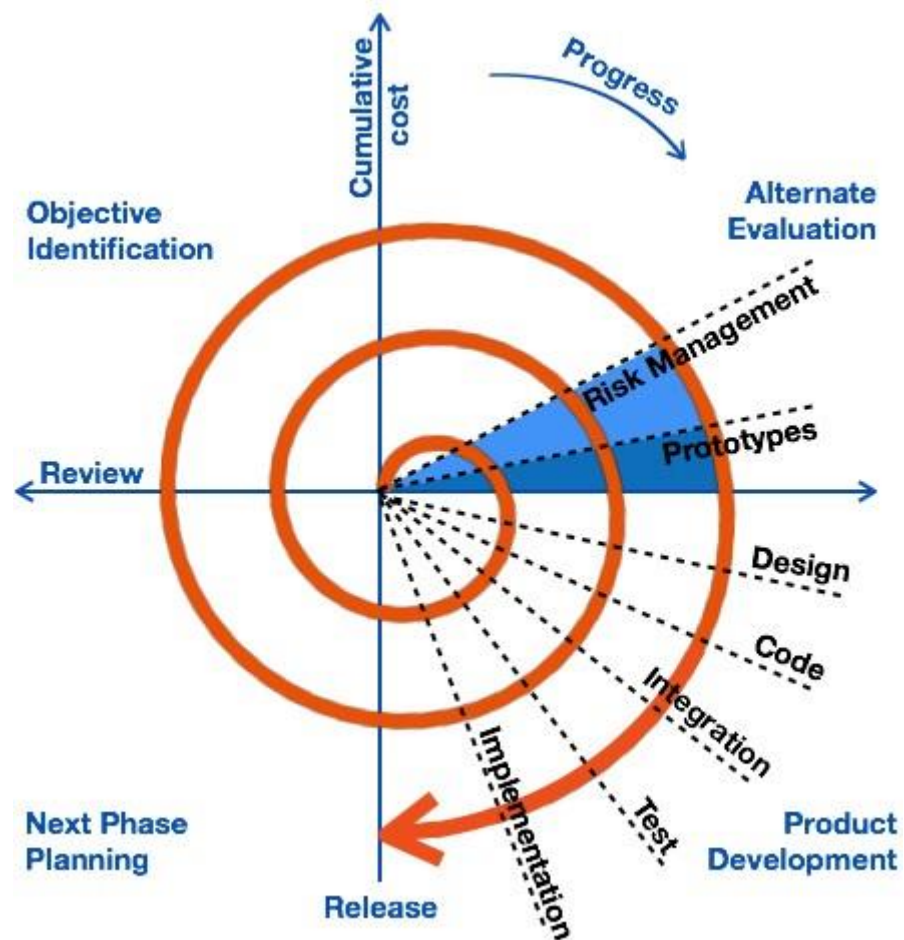 Progress
Cumulative
cost
Objective
Identification
Alternate
Evaluation
Risk Management
Prototypes
Review
Design
Code
Integration
Test
Implementation
Next Phase
Planning
Product
Development
Release